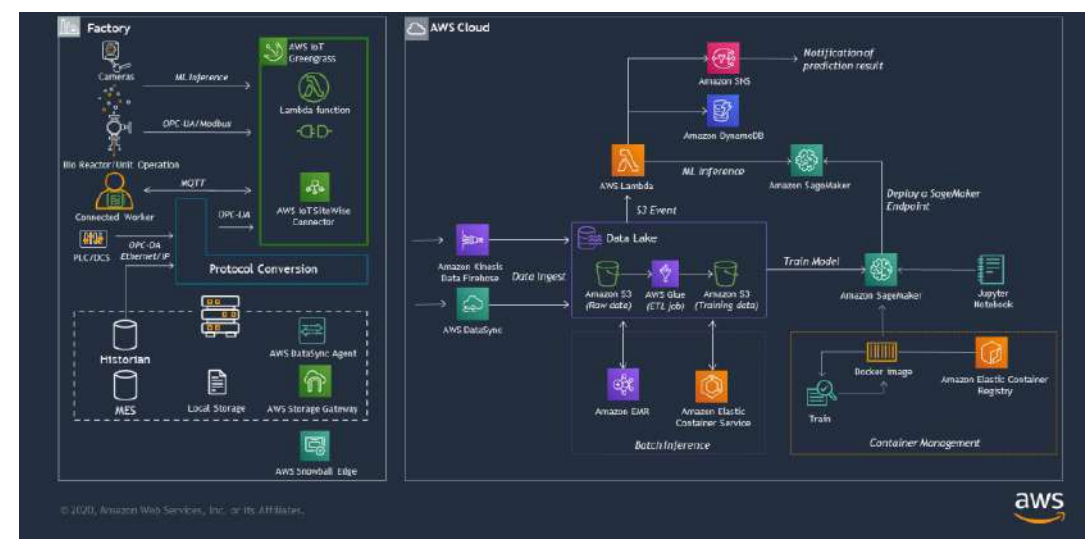 Factory
AWS Cloud
AWS IoT
Greengrass
Cameras
ML Inference
Lambda function
OPC-UA/Modbus
Bio Reactor/Unit Operation
MQTT
Connected Worker
OPC-UA
AWS IoT SiteWise
Connector
PLC/DCS
OPC-DA
Ethernet/IP
Protocol Conversion
Historian
AWS DataSync Agent
MES
Local Storage
AWS Storage Gateway
AWS Snowball Edge
Amazon SNS
Notification of
prediction result
Amazon DynamoDB
AWS Lambda
ML inference
Amazon SageMaker
Deploy a SageMaker
Endpoint
S3 Event
Data Lake
Amazon Kinesis
Data Firehose
Data Ingest
AWS DataSync
Amazon S3
(Raw data)
AWS Glue
(ETL job)
Amazon S3
(Training data)
Train Model
Amazon SageMaker
Jupyter
Notebook
Amazon EMR
Amazon Elastic
Container Service
Batch Inference
Docker image
Amazon Elastic Container
Registry
Train
Container Management
© 2020, Amazon Web Services, Inc. or its Affiliates.
aws